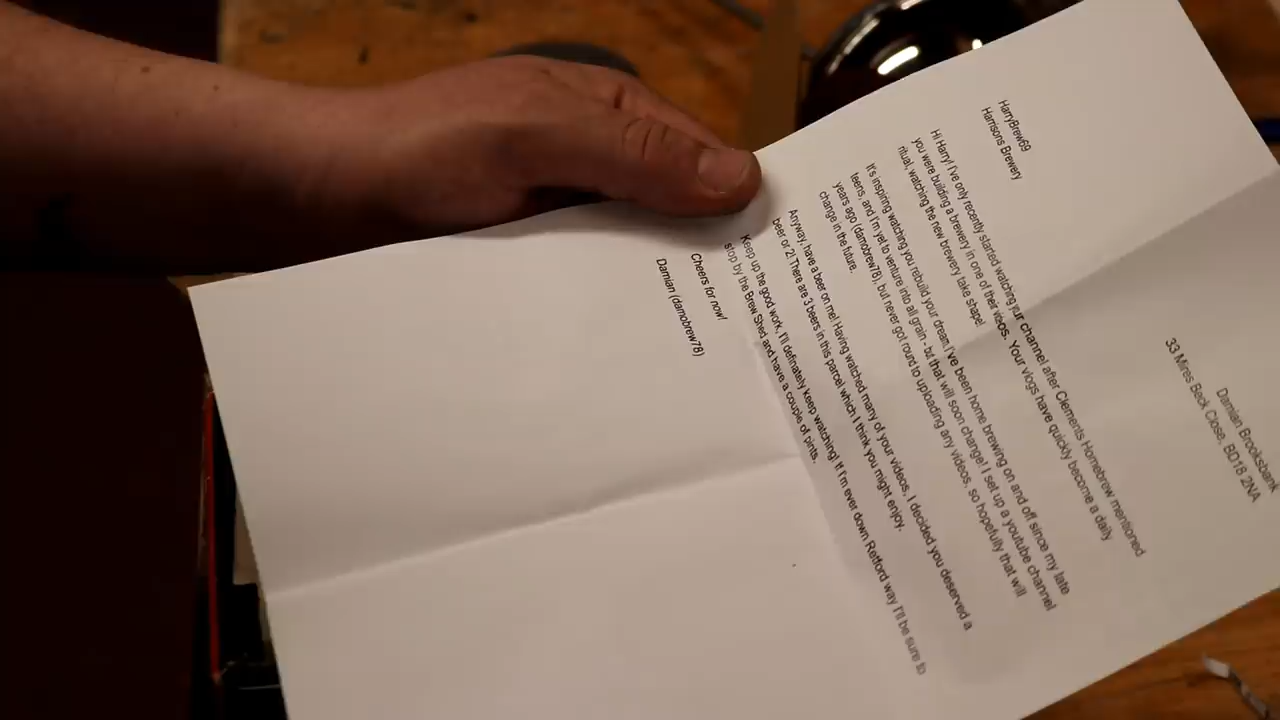 Damian Brooksbank
33 Mires Beck Close, BD18 2NA
HarryBrew69
Harrisons Brewery
Hi Harry! I've only recently started watching your channel after Clements Homebrew mentioned
you were building a brewery in one of their videos. Your vlogs have quickly become a daily
ritual, watching the new brewery take shape!
It's inspiring watching you rebuild your dream. I've been home brewing on and off since my late
teens, and I'm yet to venture into all grain - but that will soon change! I set up a youtube channel
years ago (damobrew78), but never got round to uploading any videos, so hopefully that will
change in the future.
Anyway, have a beer on me! Having watched many of your videos, I decided you deserved a
beer or 2! There are 3 beers in this parcel which I think you might enjoy.
Keep up the good work, I'll definately keep watching! If I'm ever down Retford way I'll be sure to
stop by the Brew Shed and have a couple of pints.
Cheers for now!
Damian (damobrew78)